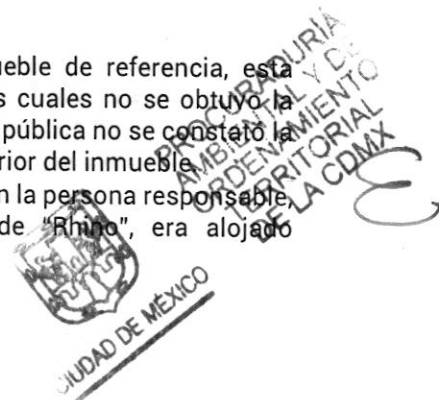 ueble de referencia, esta
s cuales no se obtuvo la
pública no se constató la
rior del inmueble.
n la persona responsable,
de "Rhino", era alojado
PROCURADURÍA
AMBIENTAL Y DE
ORDENAMIENTO
TERRITORIAL
DE LA CDMX
CIUDAD DE MÉXICO